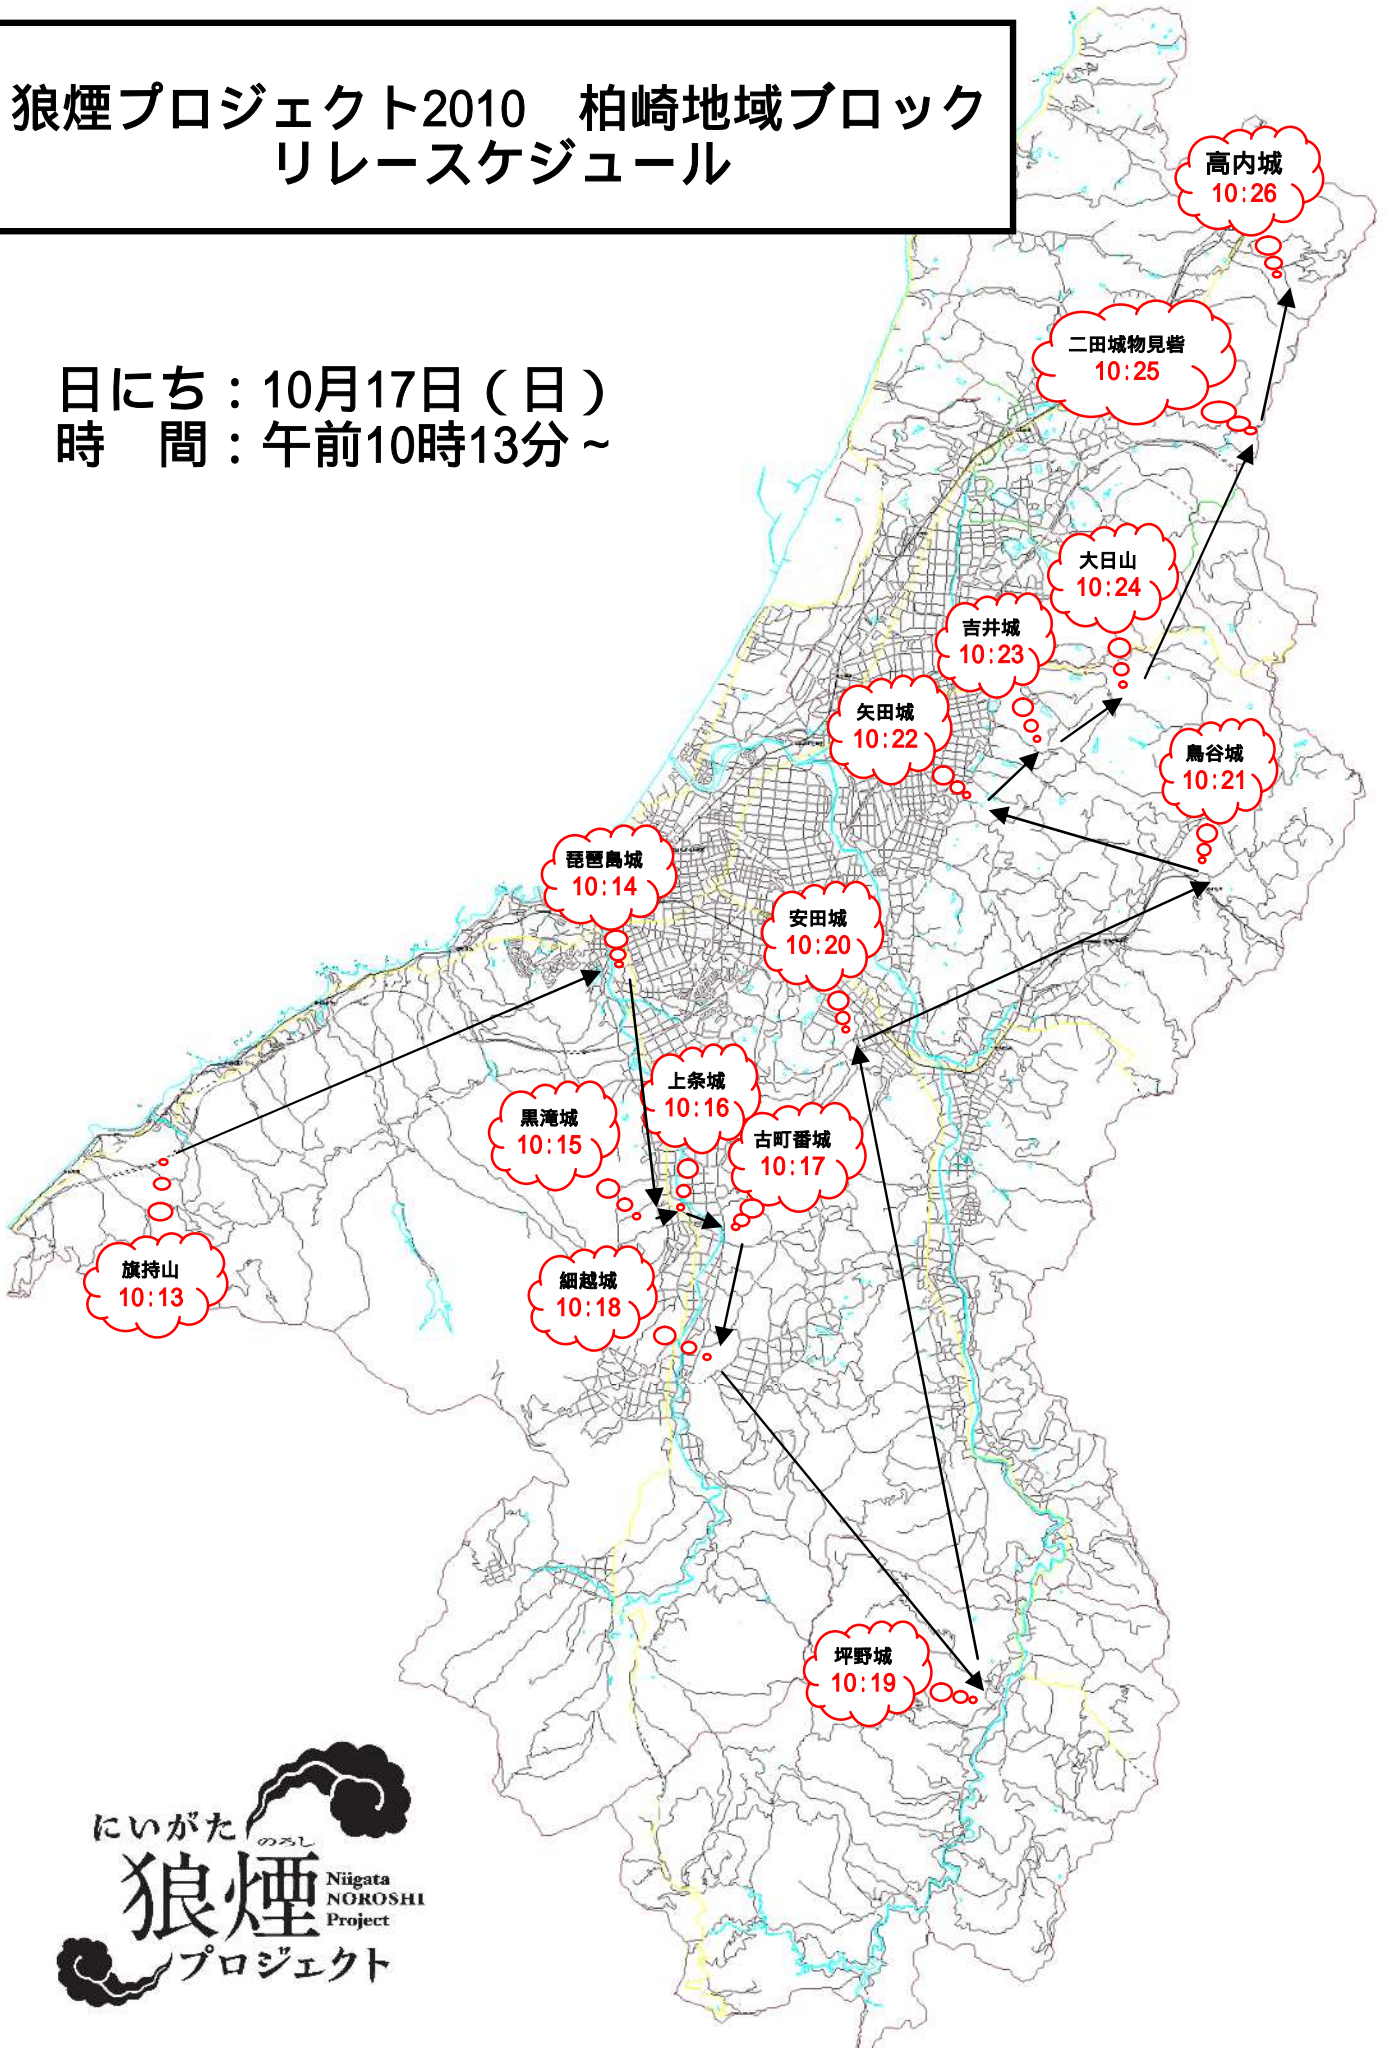 狼煙プロジェクト2010　柏崎地域ブロック
リレースケジュール
日にち：10月17日（日）
時　間：午前10時13分～
高内城
10:26
二田城物見砦
10:25
大日山
10:24
吉井城
10:23
矢田城
10:22
鳥谷城
10:21
琵琶島城
10:14
安田城
10:20
上条城
10:16
黒滝城
10:15
古町番城
10:17
旗持山
10:13
細越城
10:18
坪野城
10:19
にいがた
のろし
狼煙
Niigata
NOROSHI
Project
プロジェクト